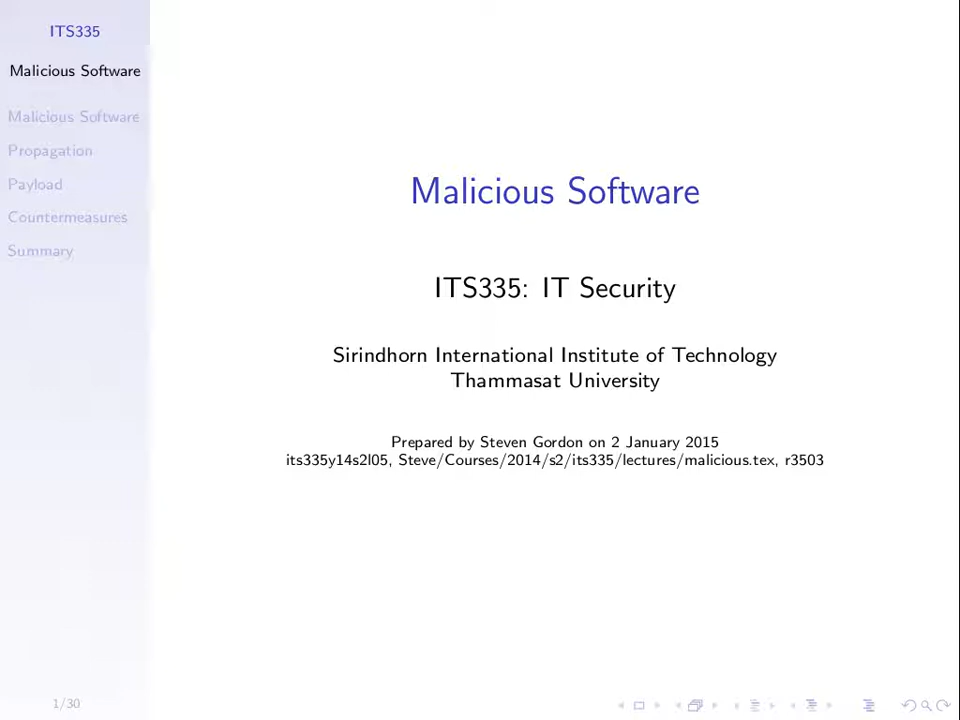 ITS335
Malicious Software
Malicious Software
Propagation
Payload
Countermeasures
Summary
Malicious Software
ITS335: IT Security
Sirindhorn International Institute of Technology
Thammasat University
Prepared by Steven Gordon on 2 January 2015
its335y14s2l05, Steve/Courses/2014/s2/its335/lectures/malicious.tex, r3503
1/30